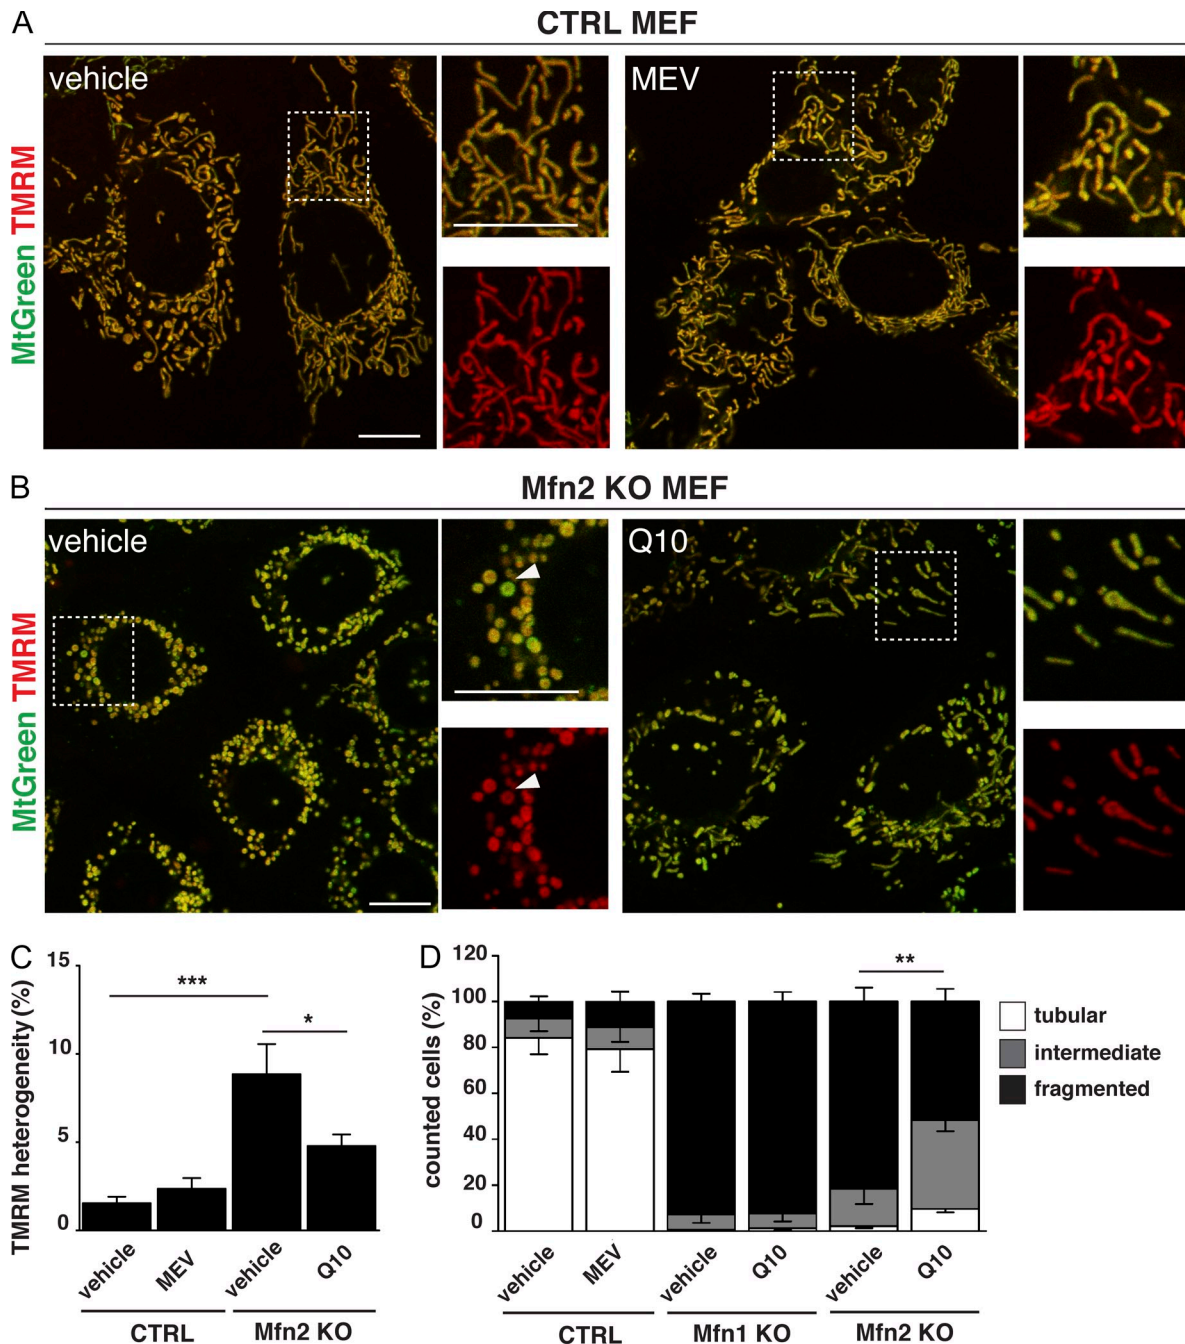 A
CTRL MEF
vehicle
MEV
MtGreen TMRM
B
Mfn2 KO MEF
vehicle
Q10
MtGreen TMRM
C
15
10
5
0
TMRM heterogeneity (%)
***
*
vehicle
MEV
vehicle
Q10
CTRL
Mfn2 KO
D
120
100
80
60
40
20
0
counted cells (%)
**
tubular
intermediate
fragmented
vehicle
MEV
vehicle
Q10
vehicle
Q10
CTRL
Mfn1 KO
Mfn2 KO